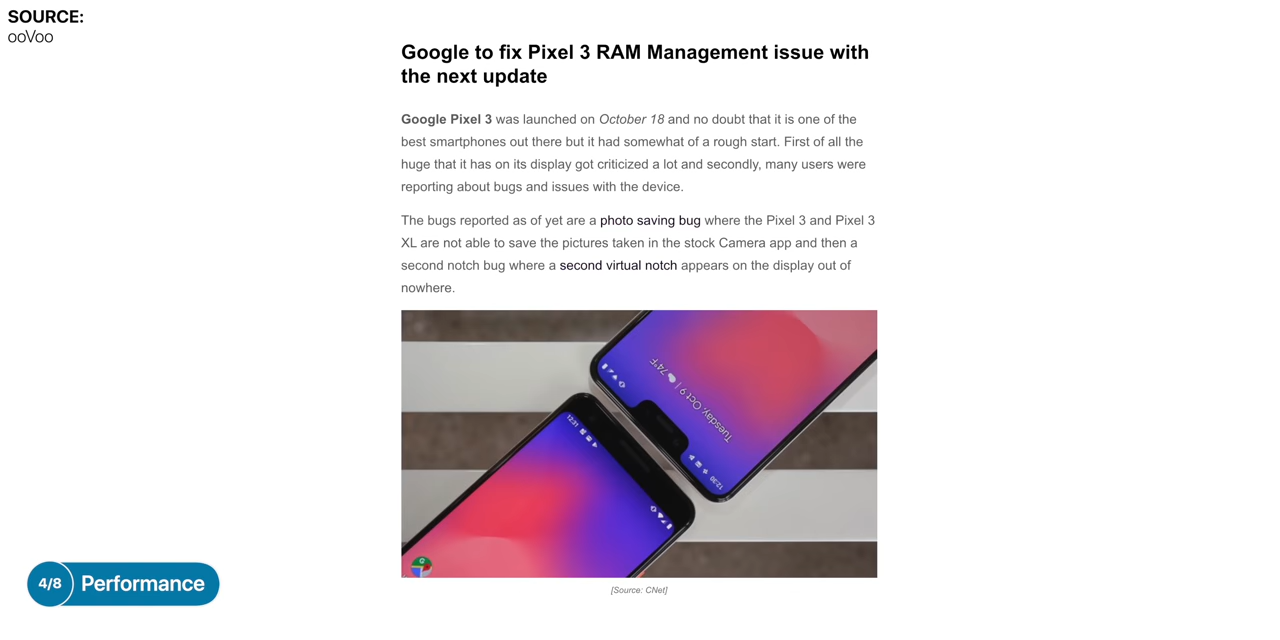 SOURCE:
ooVoo
Google to fix Pixel 3 RAM Management issue with
the next update
Google Pixel 3 was launched on October 18 and no doubt that it is one of the
best smartphones out there but it had somewhat of a rough start. First of all the
huge that it has on its display got criticized a lot and secondly, many users were
reporting about bugs and issues with the device.
The bugs reported as of yet are a photo saving bug where the Pixel 3 and Pixel 3
XL are not able to save the pictures taken in the stock Camera app and then a
second notch bug where a second virtual notch appears on the display out of
nowhere.
Tuesday, Oct 9 | 74°F
12:30
12:31
[Source: CNet]
4/8 Performance